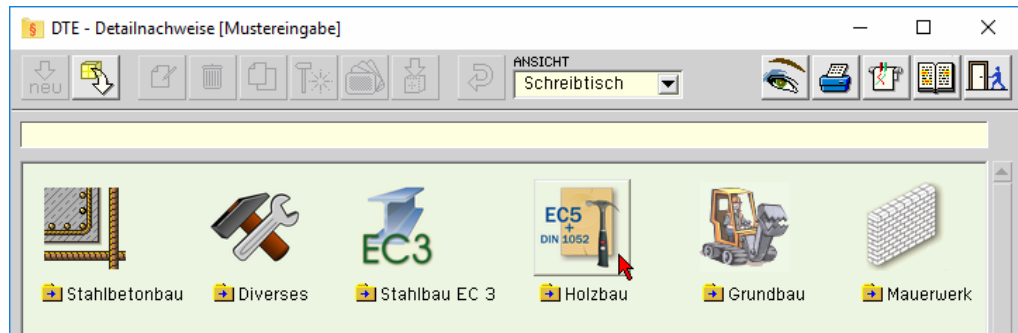 DTE - Detailnachweise [Mustereingabe]
neu
ANSICHT
Schreibtisch
EC3
EC5
+
DIN 1052
Stahlbetonbau
Diverses
Stahlbau EC 3
Holzbau
Grundbau
Mauerwerk